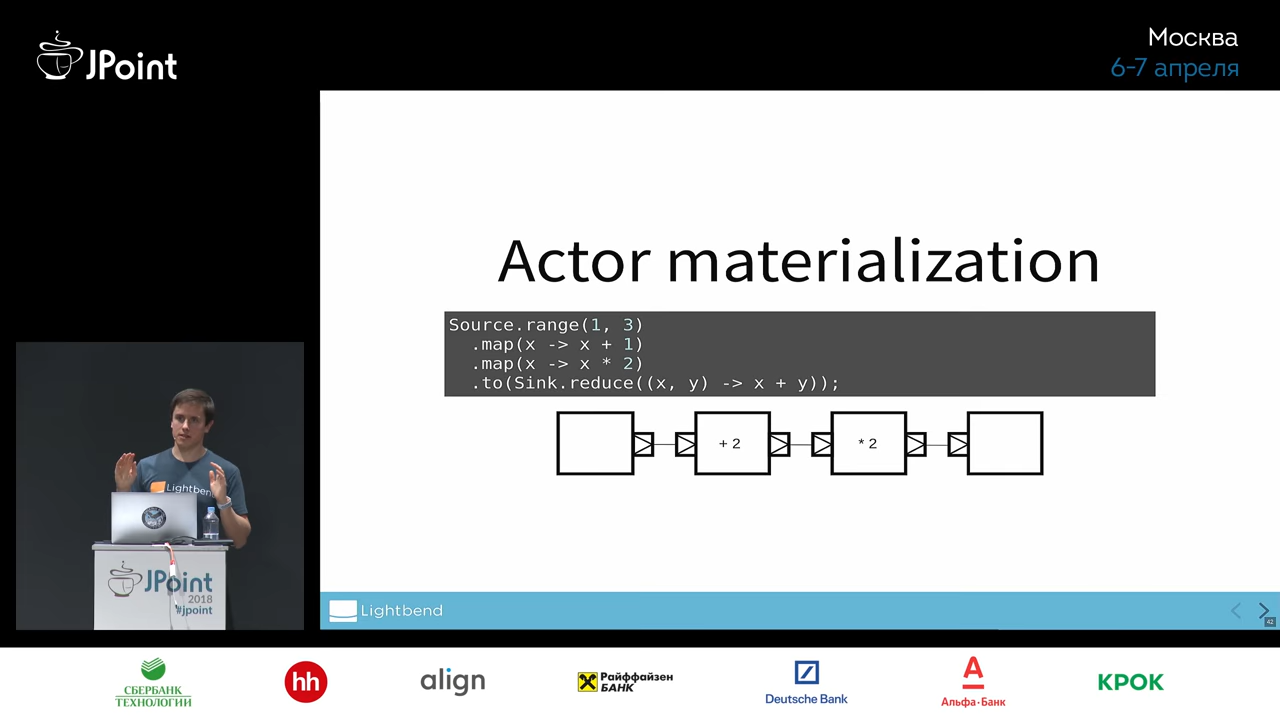 JPoint
Москва
6-7 апреля
Actor materialization
Source.range(1, 3)
.map(x -> x + 1)
.map(x -> x * 2)
.to(Sink.reduce((x, y) -> x + y));
+ 2
* 2
Lightbend
JPoint
2018
#jpoint
Lightbend
42
СБЕРБАНК
ТЕХНОЛОГИИ
hh
align
Райффайзен
БАНК
Deutsche Bank
А
Альфа·Банк
КРОК